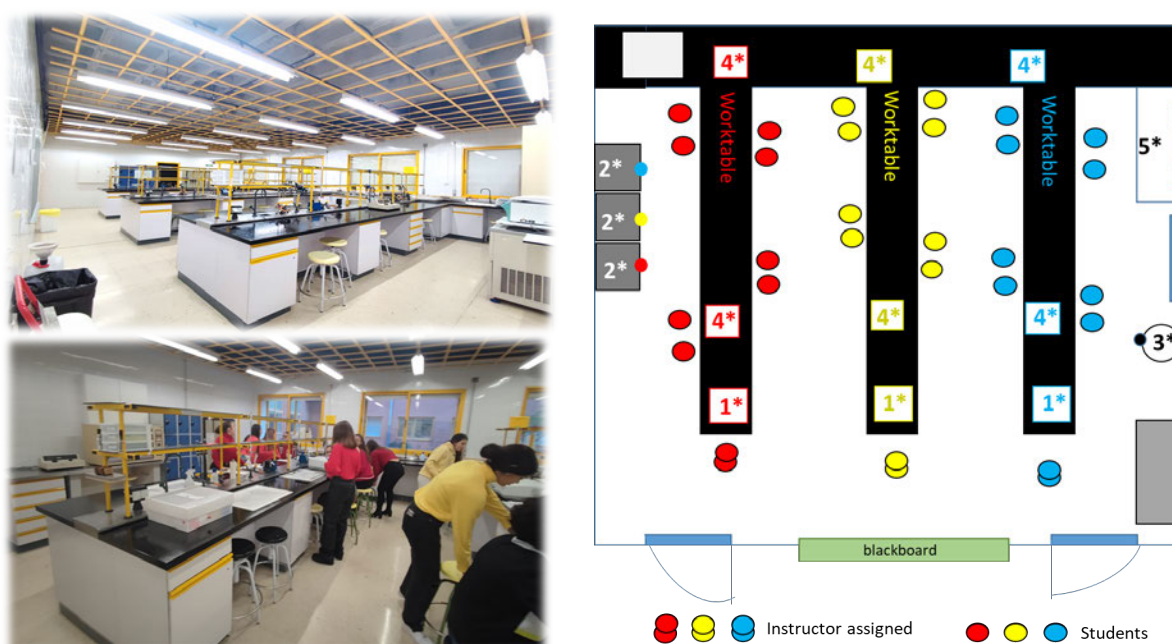 4* 4* 4*
Worktable Worktable Worktable
5*
2*
2*
2*
4* 4* 4*
3*
1* 1* 1*
blackboard
Instructor assigned
Students